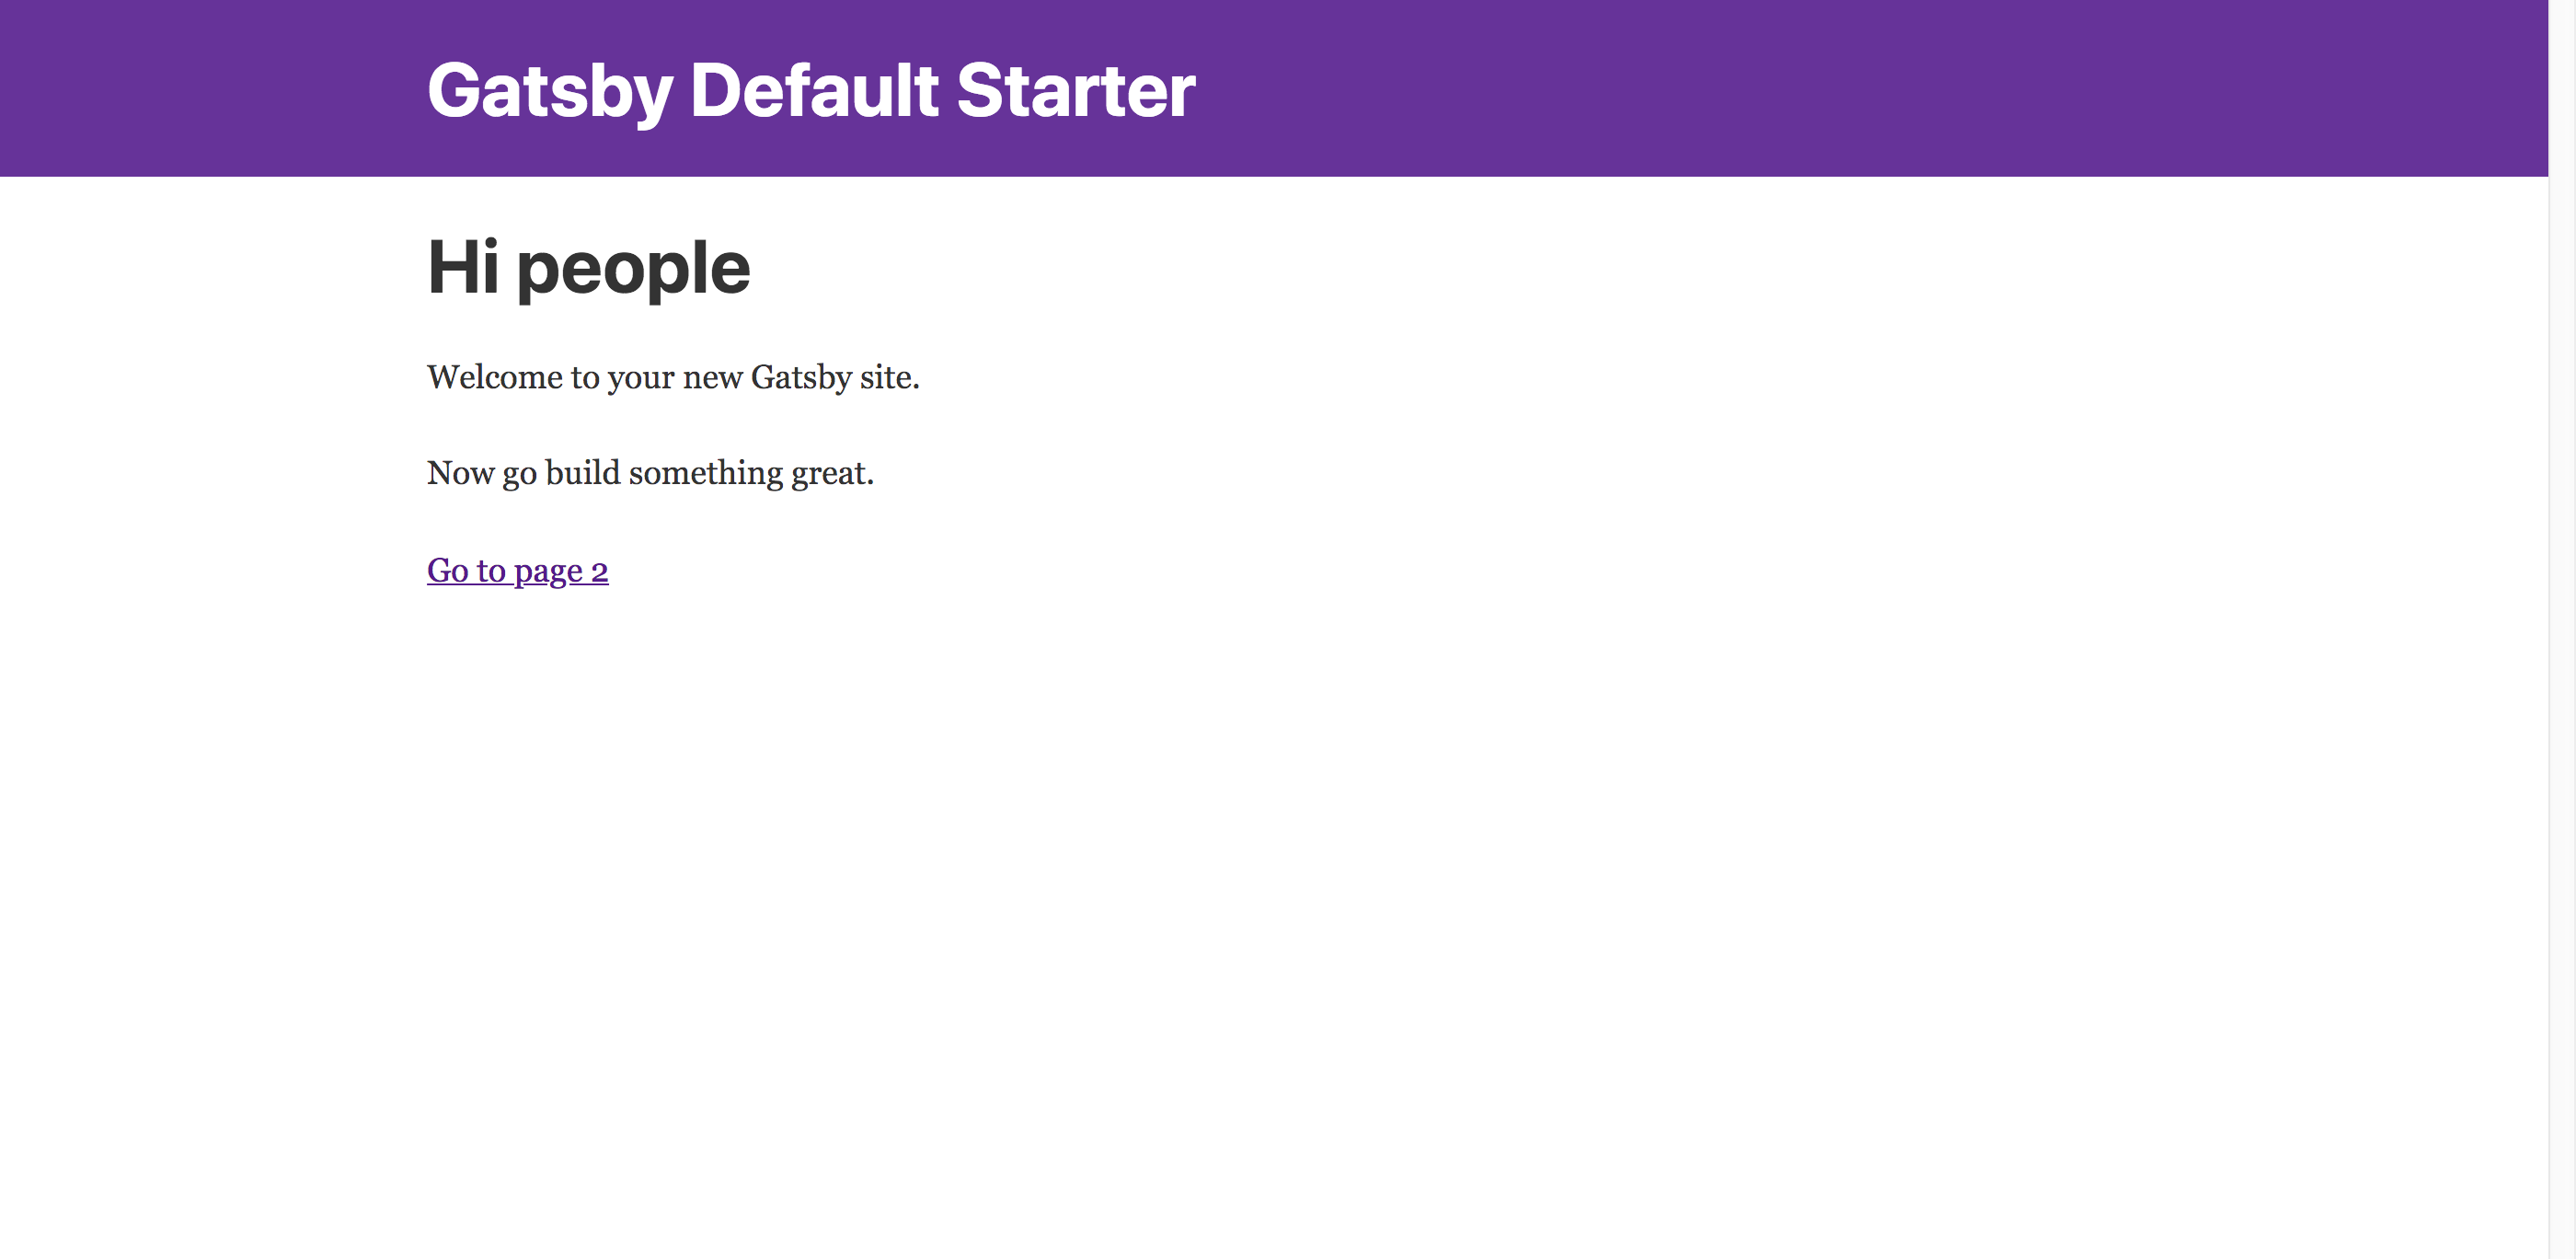 Gatsby Default Starter
Hi people
Welcome to your new Gatsby site.
Now go build something great.
Go to page 2